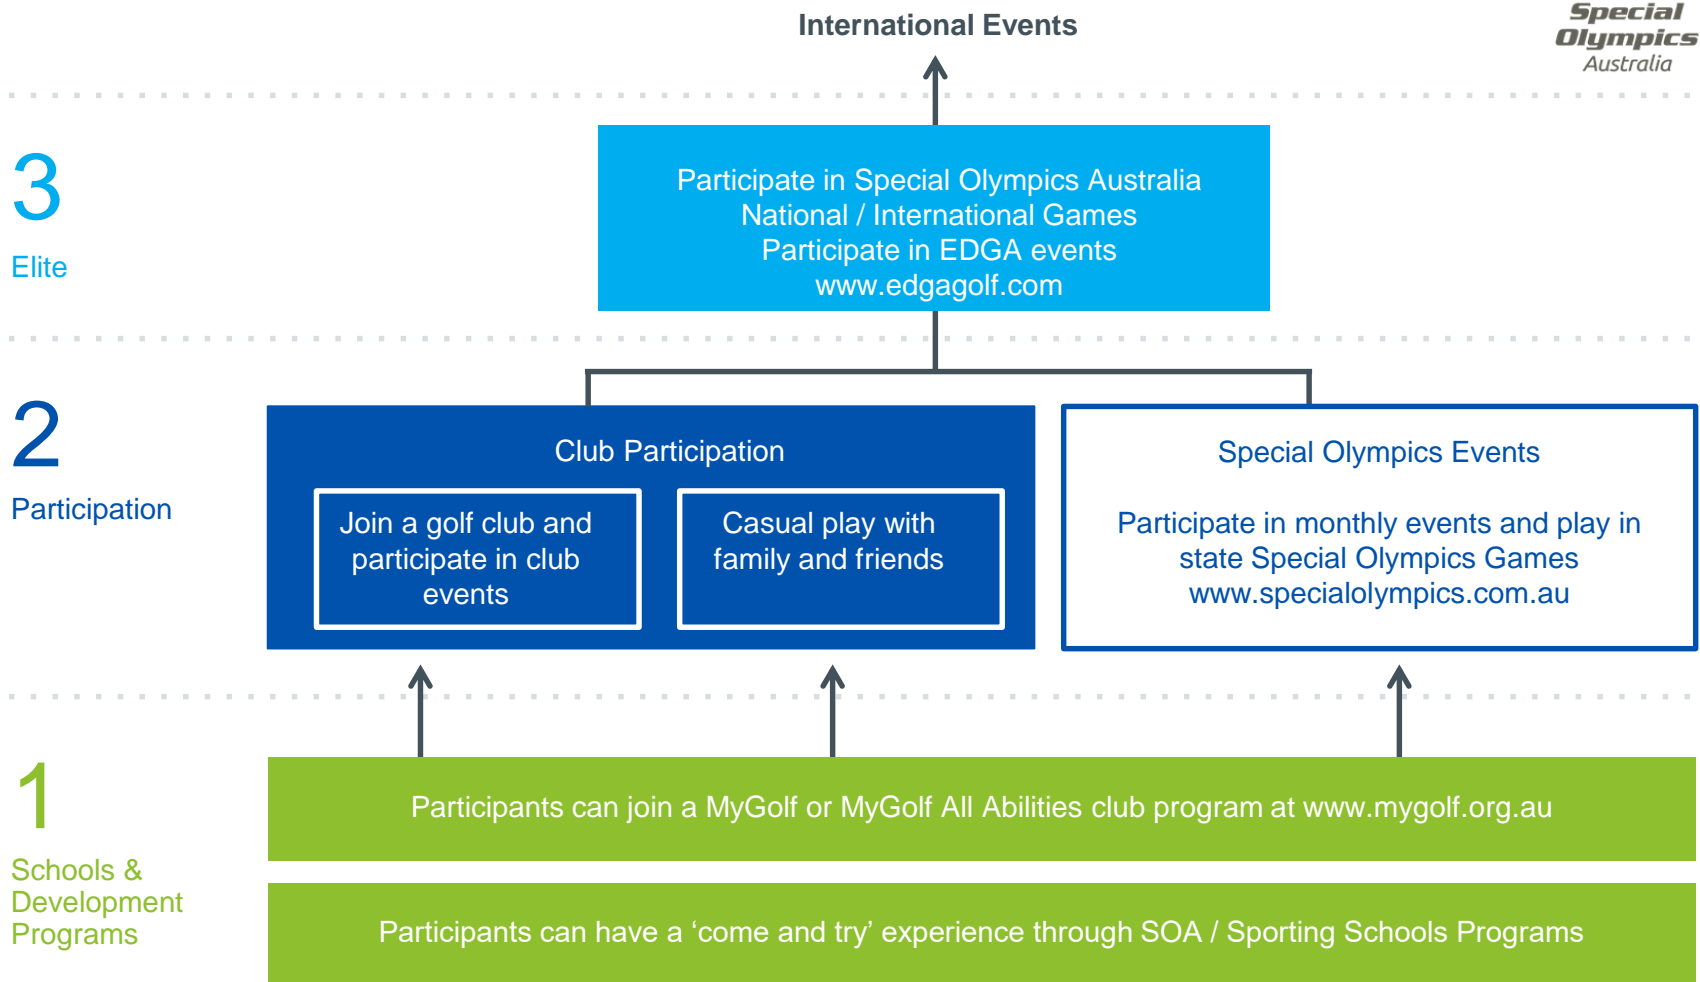 International Events
Special
Olympics
Australia
3
Elite
Participate in Special Olympics Australia
National / International Games
Participate in EDGA events
www.edgagolf.com
2
Participation
Club Participation
Join a golf club and
participate in club
events
Casual play with
family and friends
Special Olympics Events
Participate in monthly events and play in
state Special Olympics Games
www.specialolympics.com.au
1
Schools &
Development
Programs
Participants can join a MyGolf or MyGolf All Abilities club program at www.mygolf.org.au
Participants can have a ‘come and try’ experience through SOA / Sporting Schools Programs